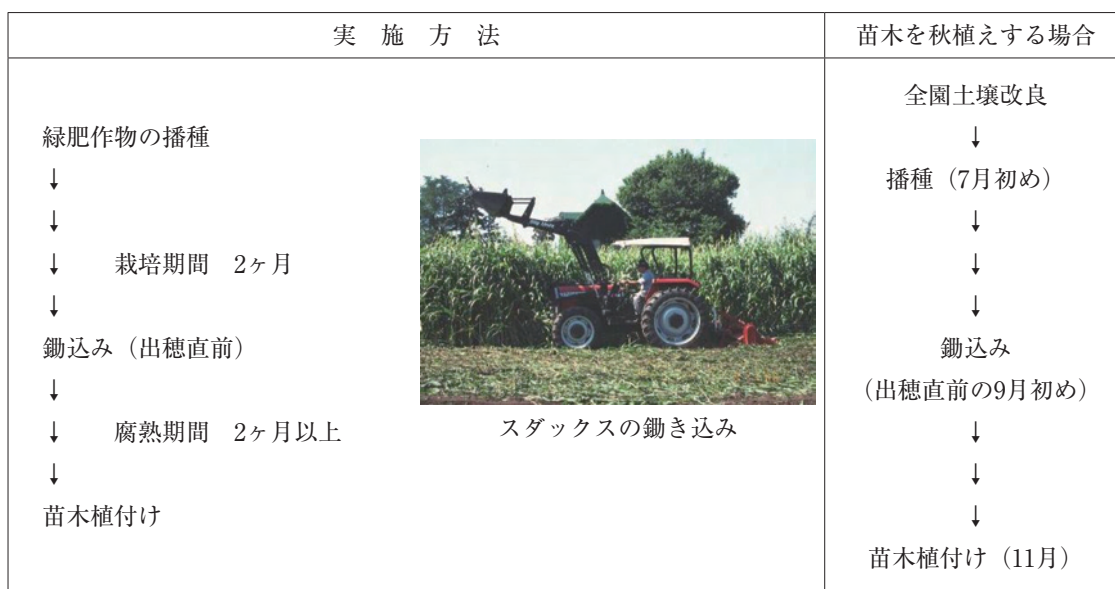 実施方法
緑肥作物の播種
↓
↓
↓ 栽培期間 2ヶ月
↓
鋤込み(出穂直前)
↓
↓ 腐熟期間 2ヶ月以上
↓
苗木植付け
スダックスの鋤き込み
苗木を秋植えする場合
全園土壌改良
↓
播種(7月初め)
↓
↓
↓
鋤込み
(出穂直前の9月初め)
↓
↓
↓
苗木植付け(11月)